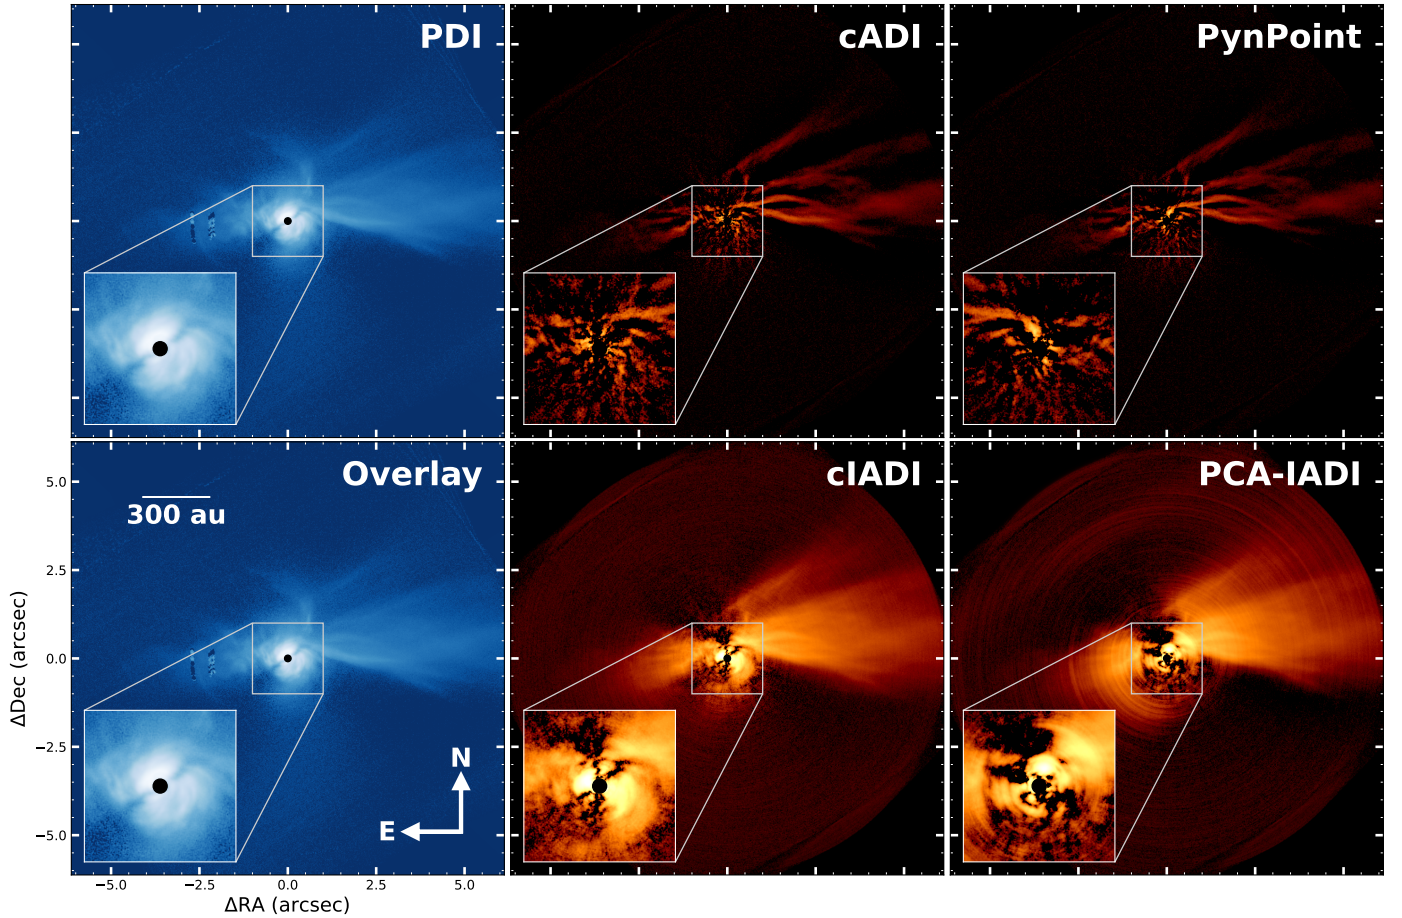 PDI
cADI
PynPoint
Overlay
cIADI
PCA-IADI
300 au
N
E
5.0
2.5
0.0
−2.5
−5.0
ΔDec (arcsec)
−5.0
−2.5
0.0
2.5
5.0
ΔRA (arcsec)